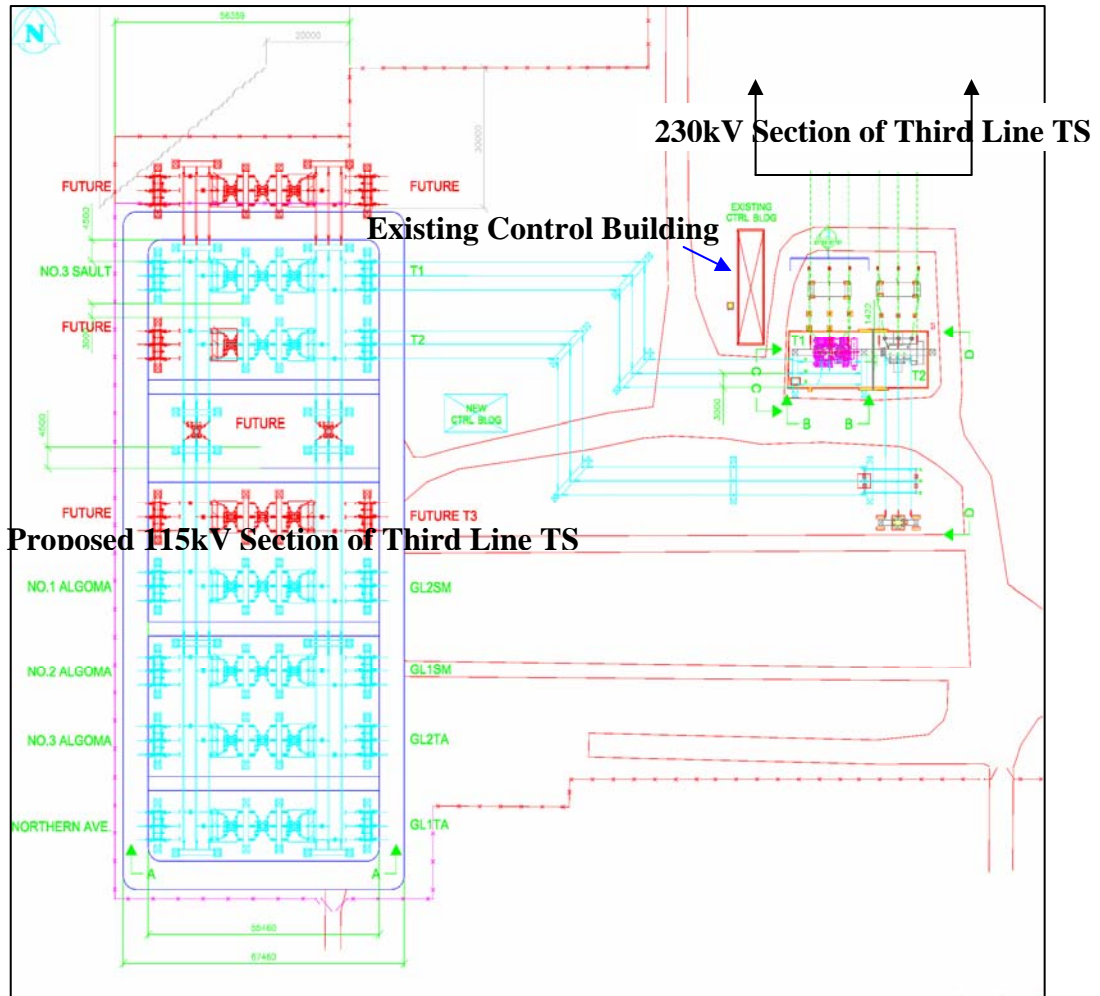 56359
N
20000
30000
230kV Section of Third Line TS
FUTURE
FUTURE
EXISTING
CTRL BLDG
4500
Existing Control Building
NO.3 SAULT
T1
FUTURE
3000
T2
1422
T1
T2
D
C
C
3000
B
B
NEW
CTRL BLDG
FUTURE
4500
FUTURE
FUTURE T3
D
Proposed 115kV Section of Third Line TS
NO.1 ALGOMA
GL2SM
NO.2 ALGOMA
GL1SM
NO.3 ALGOMA
GL2TA
NORTHERN AVE.
GL1TA
A
A
55460
67460